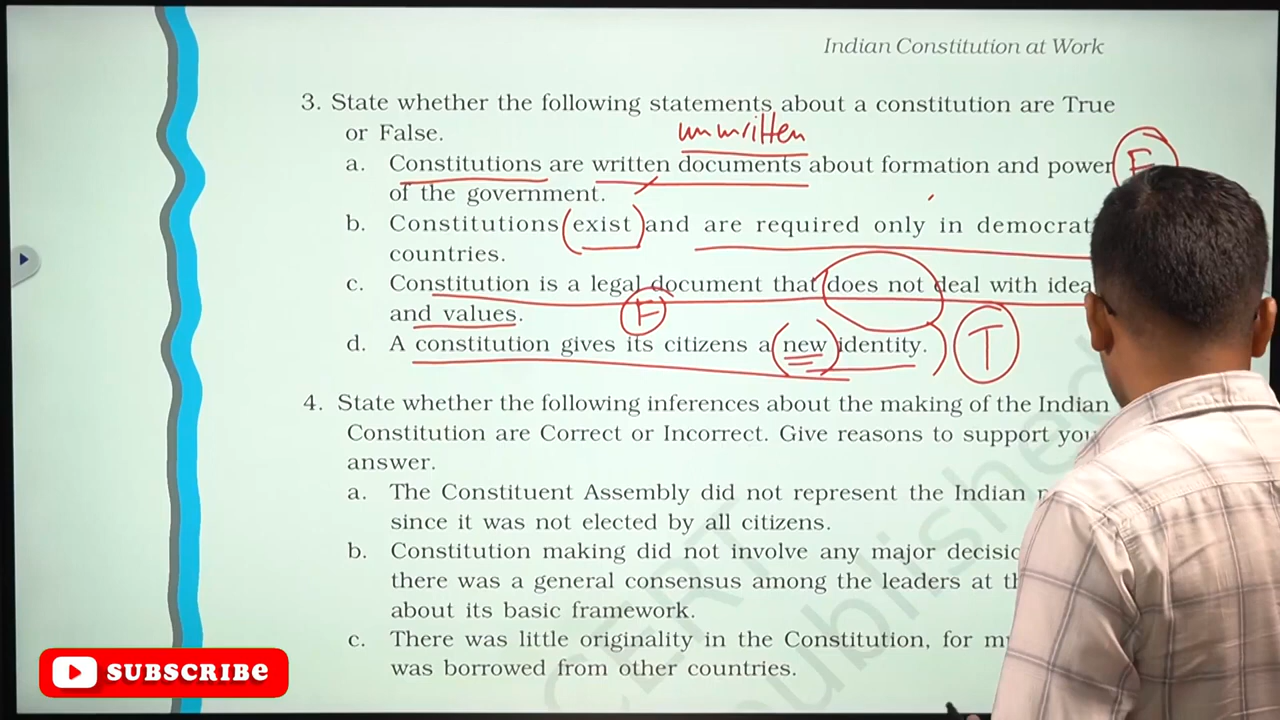 Indian Constitution at Work
3. State whether the following statements about a constitution are True
or False.
unwritten
a. Constitutions are written documents about formation and power F
of the government.
b. Constitutions exist and are required only in democrat
countries.
c. Constitution is a legal document that does not deal with idea
and values. F
d. A constitution gives its citizens a new identity. T
4. State whether the following inferences about the making of the Indian
Constitution are Correct or Incorrect. Give reasons to support you
answer.
a. The Constituent Assembly did not represent the Indian
since it was not elected by all citizens.
b. Constitution making did not involve any major decisio
there was a general consensus among the leaders at th
about its basic framework.
c. There was little originality in the Constitution, for m
was borrowed from other countries.
SUBSCRIBE